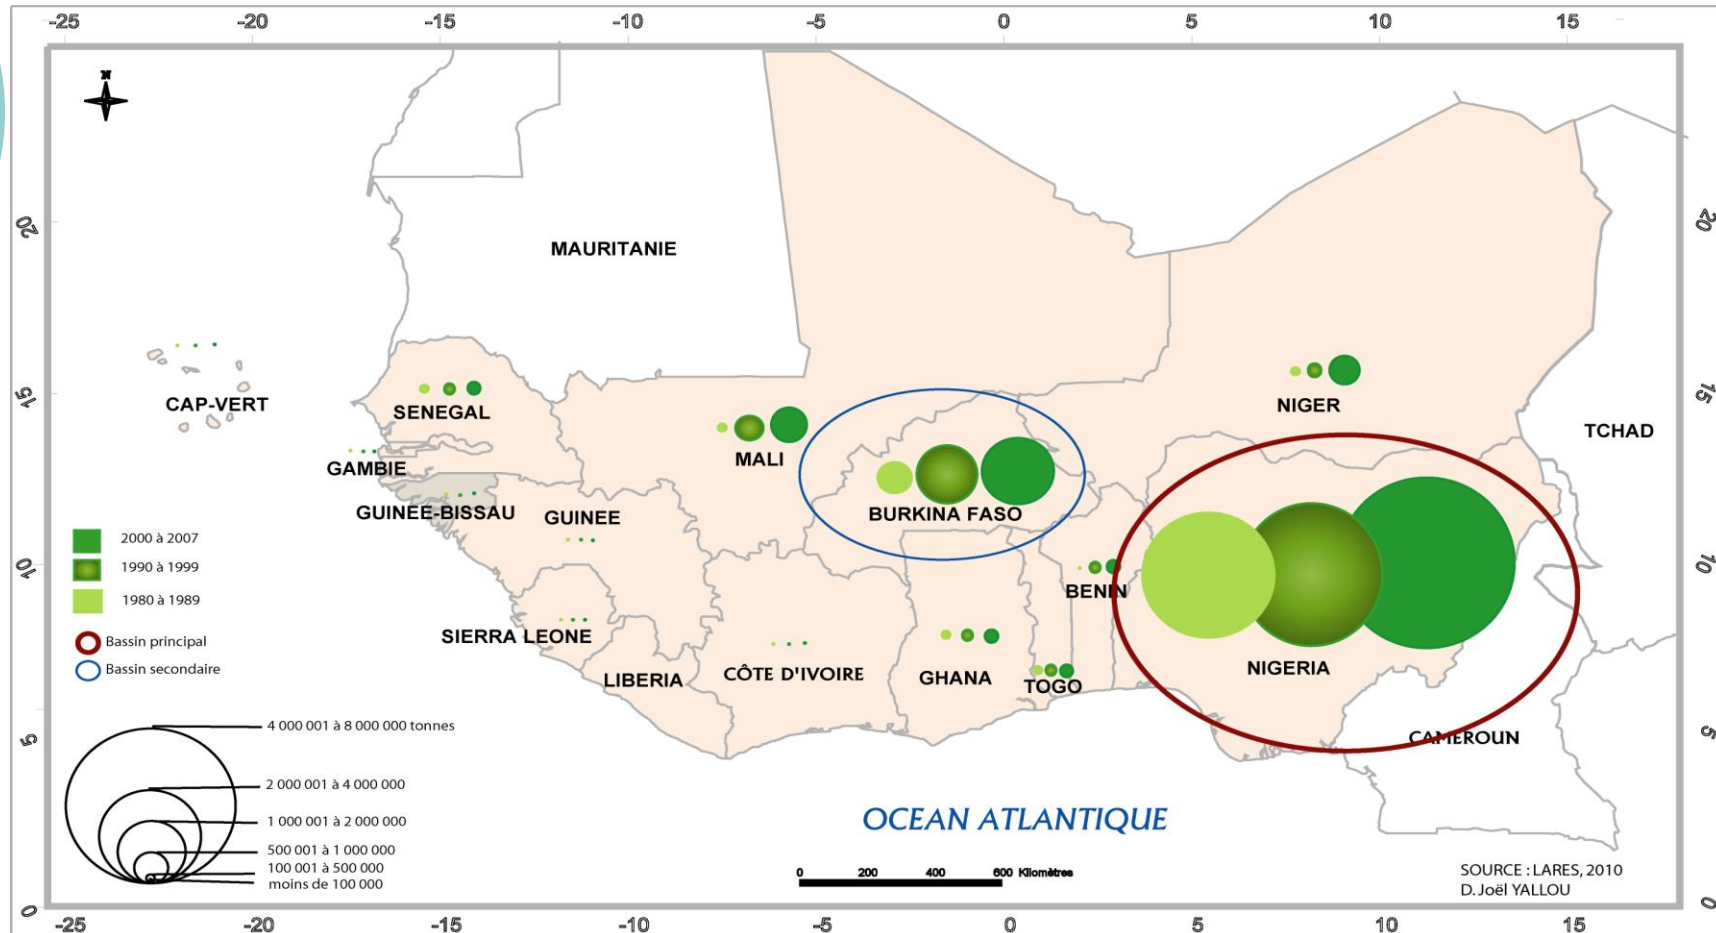 -25 -20 -15 -10 -5 0 5 10 15
N
20 20
MAURITANIE
CAP-VERT
15 15
SENEGAL
NIGER
TCHAD
MALI
GAMBIE
GUINEE-BISSAU
GUINEE
BURKINA FASO
2000 à 2007
1990 à 1999
1980 à 1989
10 10
BENIN
Bassin principal
Bassin secondaire
SIERRA LEONE
LIBERIA
CÔTE D'IVOIRE
GHANA
TOGO
NIGERIA
4 000 001 à 8 000 000 tonnes
5 5
CAMEROUN
2 000 001 à 4 000 000
1 000 001 à 2 000 000
OCEAN ATLANTIQUE
500 001 à 1 000 000
100 001 à 500 000
moins de 100 000
0 200 400 600 Kilomètres
SOURCE : LARES, 2010
D. Joël YALLOU
0 0
-25 -20 -15 -10 -5 0 5 10 15